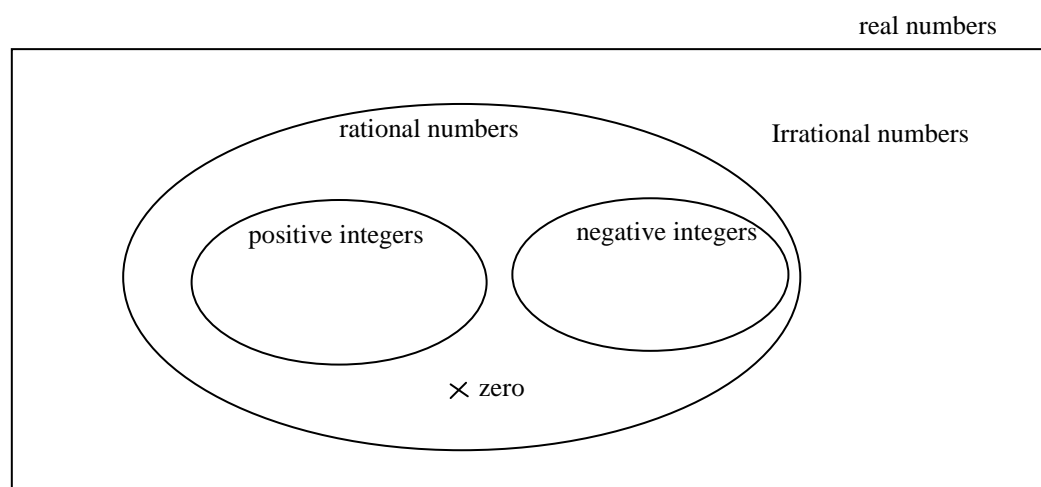 real numbers
rational numbers
Irrational numbers
positive integers
negative integers
zero